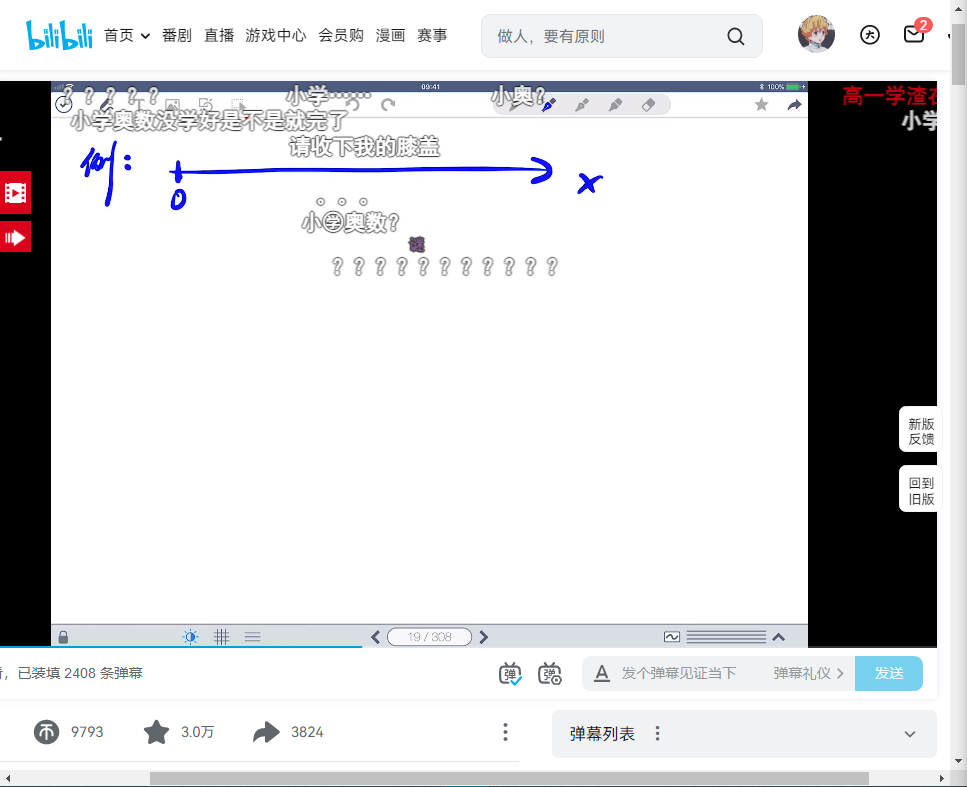 bilibili 首页 番剧 直播 游戏中心 会员购 漫画 赛事 做人，要有原则 大 2
09:41 100%
? ? ? ? ? 小学…… 小奥? 高一学渣在
小学奥数没学好是不是就完了 小学
请收下我的膝盖
例: 0 x
小学奥数?
谜
? ? ? ? ? ? ? ? ? ? ?
新版
反馈
回到
旧版
19 / 308
已装填 2408 条弹幕 弹 弹 A 发个弹幕见证当下 弹幕礼仪 > 发送
9793 3.0万 3824 弹幕列表